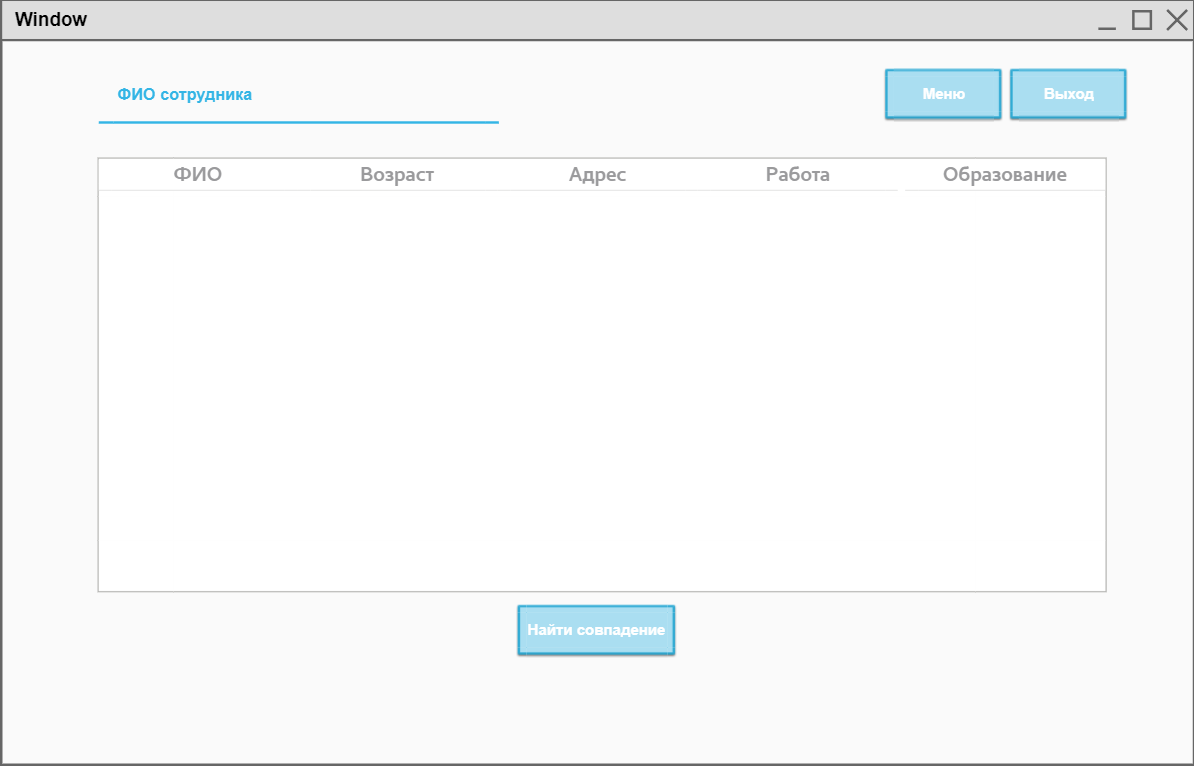 Window
ФИО сотрудника
Меню
Выход
ФИО Возраст Адрес Работа Образование
Найти совпадение